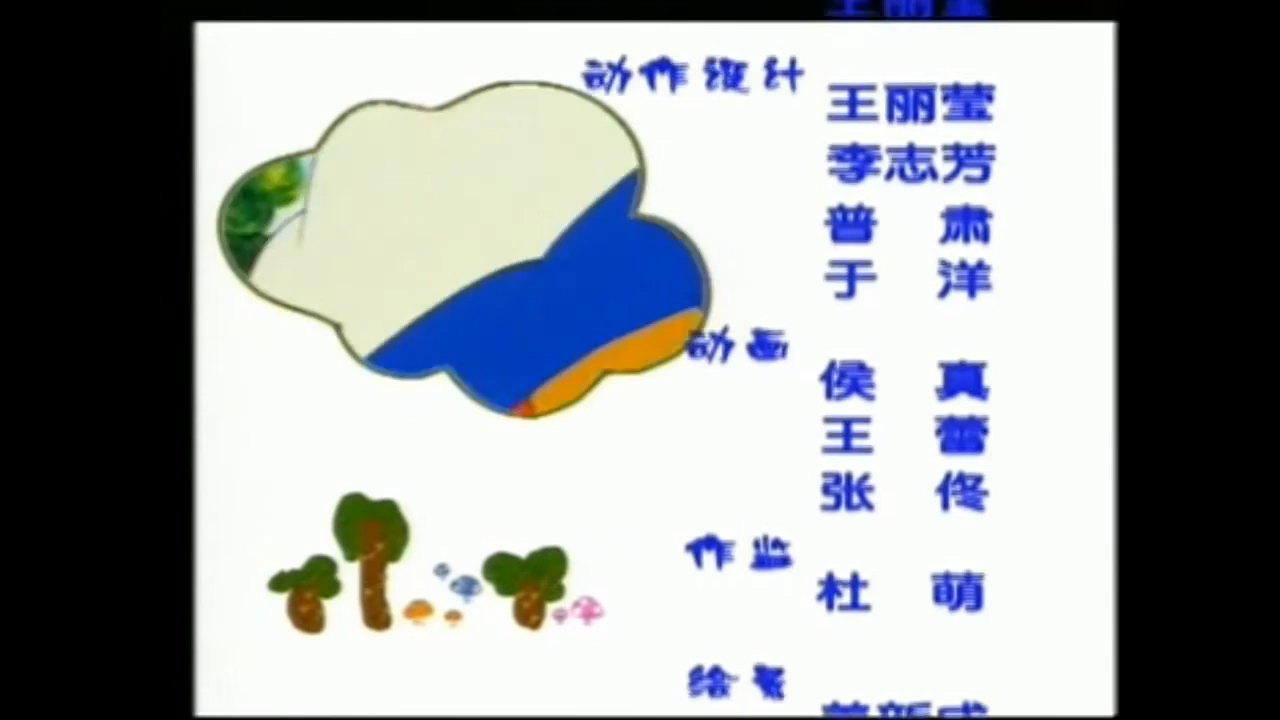 动作设计
王丽莹
李志芳
普 肃
于 洋
动画
侯 真
王 蕾
张 佟
作监
杜 萌
绘景